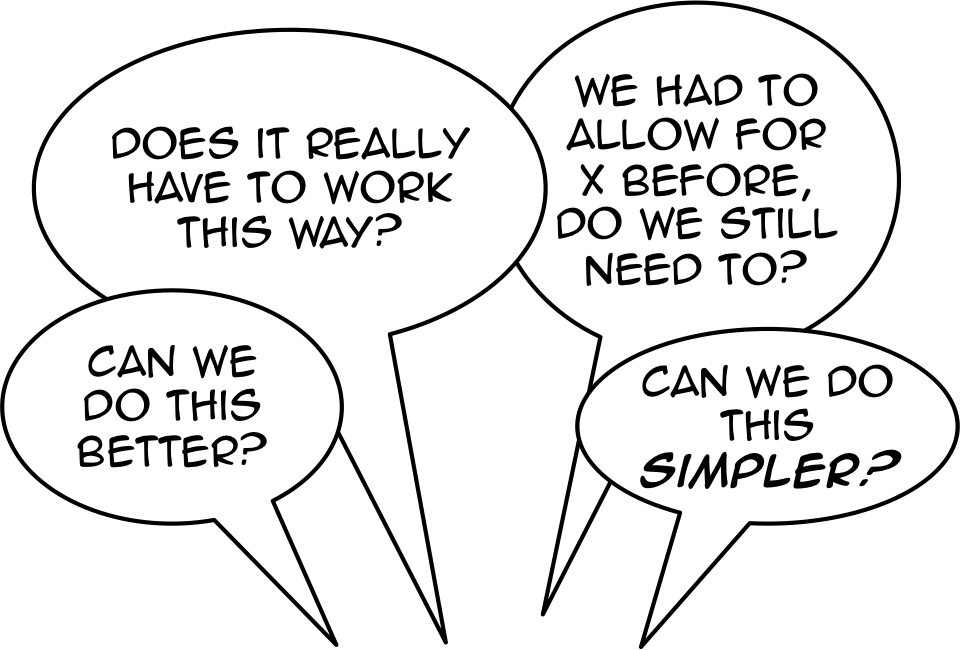 DOES IT REALLY
HAVE TO WORK
THIS WAY?
WE HAD TO
ALLOW FOR
X BEFORE,
DO WE STILL
NEED TO?
CAN WE
DO THIS
BETTER?
CAN WE DO
THIS
SIMPLER?